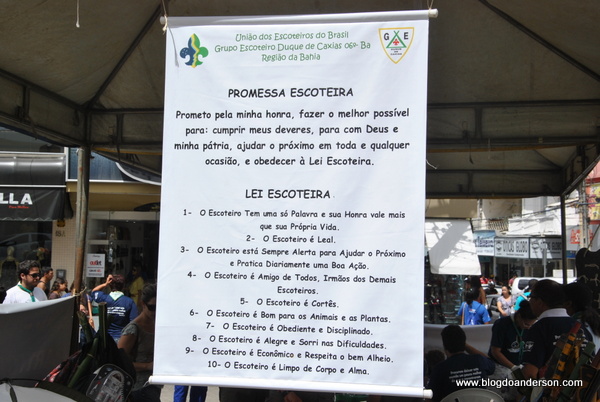 União dos Escoteiros do Brasil
Grupo Escoteiro Duque de Caxias 06º- Ba
Região da Bahia
G E
PROMESSA ESCOTEIRA
Prometo pela minha honra, fazer o melhor possível
para: cumprir meus deveres, para com Deus e
minha pátria, ajudar o próximo em toda e qualquer
ocasião, e obedecer à Lei Escoteira.
LEI ESCOTEIRA
1- O Escoteiro Tem uma só Palavra e sua Honra vale mais
que sua Própria Vida.
2- O Escoteiro é Leal.
3- O Escoteiro está Sempre Alerta para Ajudar o Próximo
e Pratica Diariamente uma Boa Ação.
4- O Escoteiro é Amigo de Todos, Irmãos dos Demais
Escoteiros.
5- O Escoteiro é Cortês.
6- O Escoteiro é Bom para os Animais e as Plantas.
7- O Escoteiro é Obediente e Disciplinado.
8- O Escoteiro é Alegre e Sorri nas Dificuldades.
9- O Escoteiro é Econômico e Respeita o bem Alheio.
10- O Escoteiro é Limpo de Corpo e Alma.
LLA
outlet
www.blogdoanderson.com